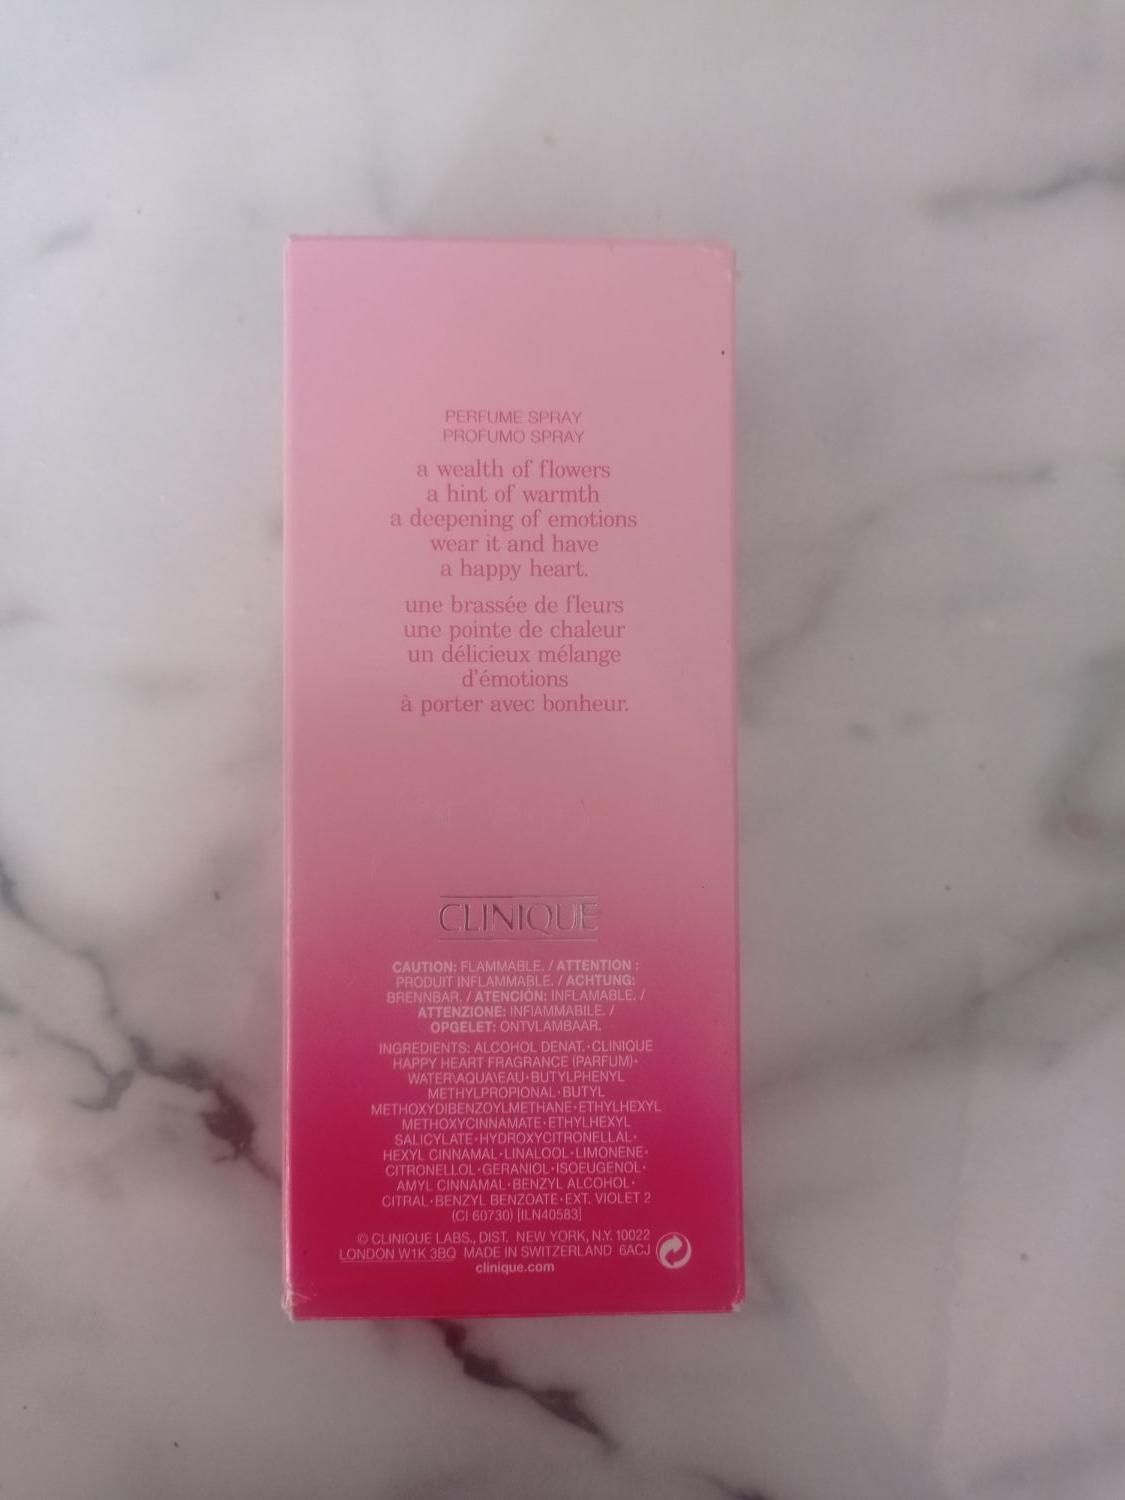 PERFUME SPRAY
PROFUMO SPRAY
a wealth of flowers
a hint of warmth
a deepening of emotions
wear it and have
a happy heart.
une brassée de fleurs
une pointe de chaleur
un délicieux mélange
d'émotions
à porter avec bonheur.
CLINIQUE
CAUTION: FLAMMABLE. / ATTENTION :
PRODUIT INFLAMMABLE. / ACHTUNG:
BRENNBAR. / ATENCIÓN: INFLAMABLE. /
ATTENZIONE: INFIAMMABILE. /
OPGELET: ONTVLAMBAAR.
INGREDIENTS: ALCOHOL DENAT.·CLINIQUE
HAPPY HEART FRAGRANCE (PARFUM)·
WATER\AQUA\EAU·BUTYLPHENYL
METHYLPROPIONAL·BUTYL
METHOXYDIBENZOYLMETHANE·ETHYLHEXYL
METHOXYCINNAMATE·ETHYLHEXYL
SALICYLATE·HYDROXYCITRONELLAL·
HEXYL CINNAMAL·LINALOOL·LIMONENE·
CITRONELLOL·GERANIOL·ISOEUGENOL·
AMYL CINNAMAL·BENZYL ALCOHOL·
CITRAL·BENZYL BENZOATE·EXT. VIOLET 2
(CI 60730) [ILN40583]
© CLINIQUE LABS., DIST. NEW YORK, N.Y. 10022
LONDON W1K 3BQ MADE IN SWITZERLAND 6ACJ
clinique.com